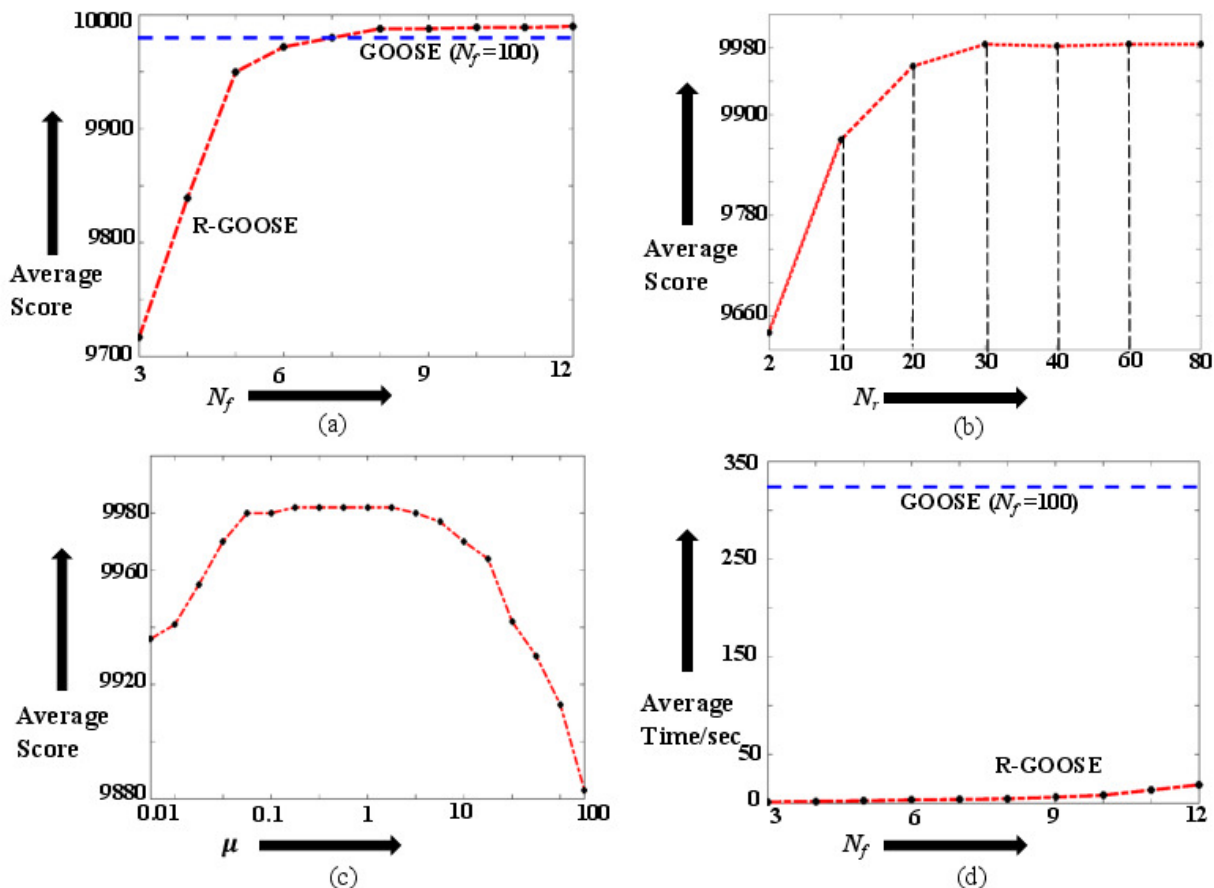 10000
9900
9800
9700
GOOSE (Nf=100)
R-GOOSE
Average
Score
3 6 9 12
Nf
(a)
9980
9900
9780
9660
Average
Score
2 10 20 30 40 60 80
Nr
(b)
9980
9960
9920
9880
Average
Score
0.01 0.1 1 10 100
μ
(c)
350
250
150
50
0
GOOSE (Nf=100)
R-GOOSE
Average
Time/sec
3 6 9 12
Nf
(d)